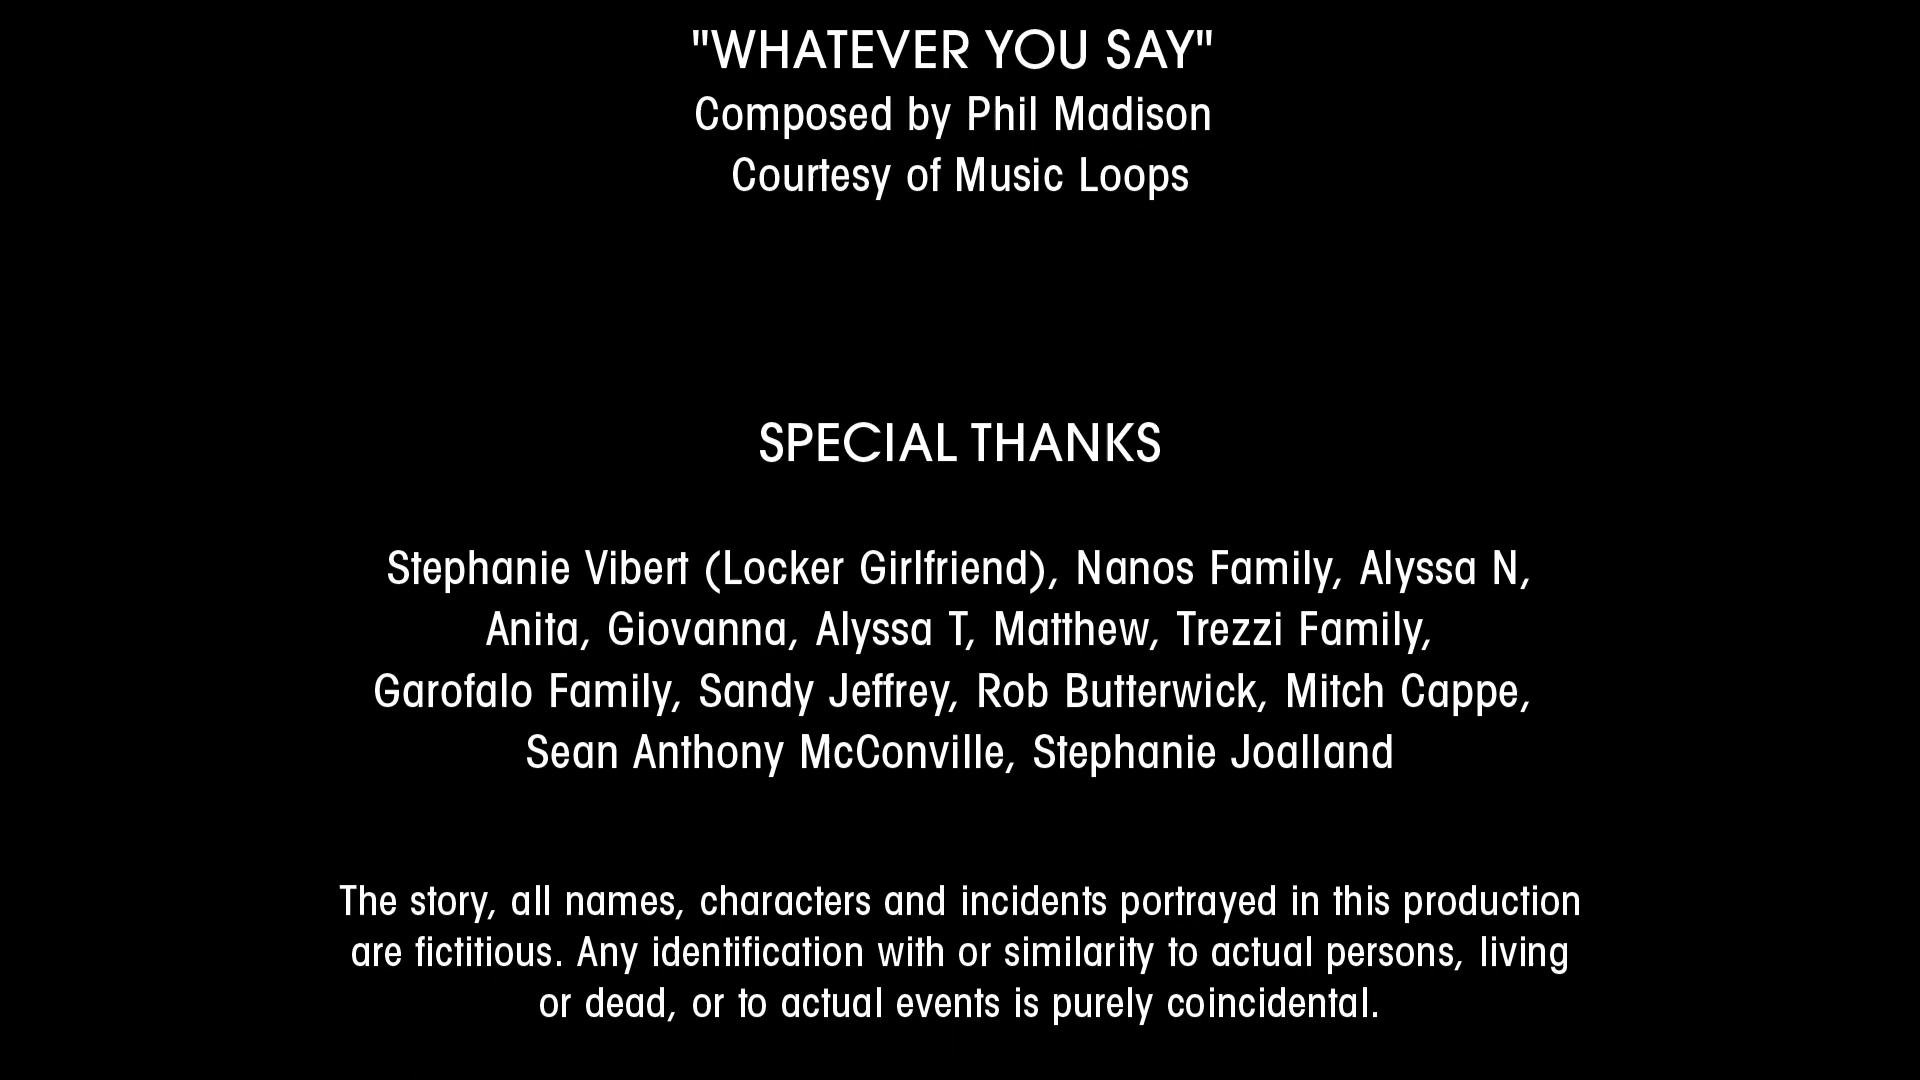 "WHATEVER YOU SAY"
Composed by Phil Madison
Courtesy of Music Loops
SPECIAL THANKS
Stephanie Vibert (Locker Girlfriend), Nanos Family, Alyssa N,
Anita, Giovanna, Alyssa T, Matthew, Trezzi Family,
Garofalo Family, Sandy Jeffrey, Rob Butterwick, Mitch Cappe,
Sean Anthony McConville, Stephanie Joalland
The story, all names, characters and incidents portrayed in this production
are fictitious. Any identification with or similarity to actual persons, living
or dead, or to actual events is purely coincidental.